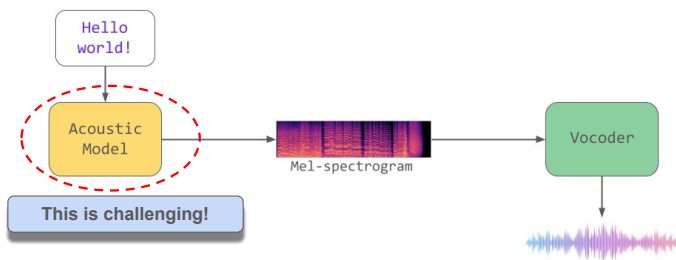 Hello
world!
Acoustic
Model
Mel-spectrogram
Vocoder
This is challenging!